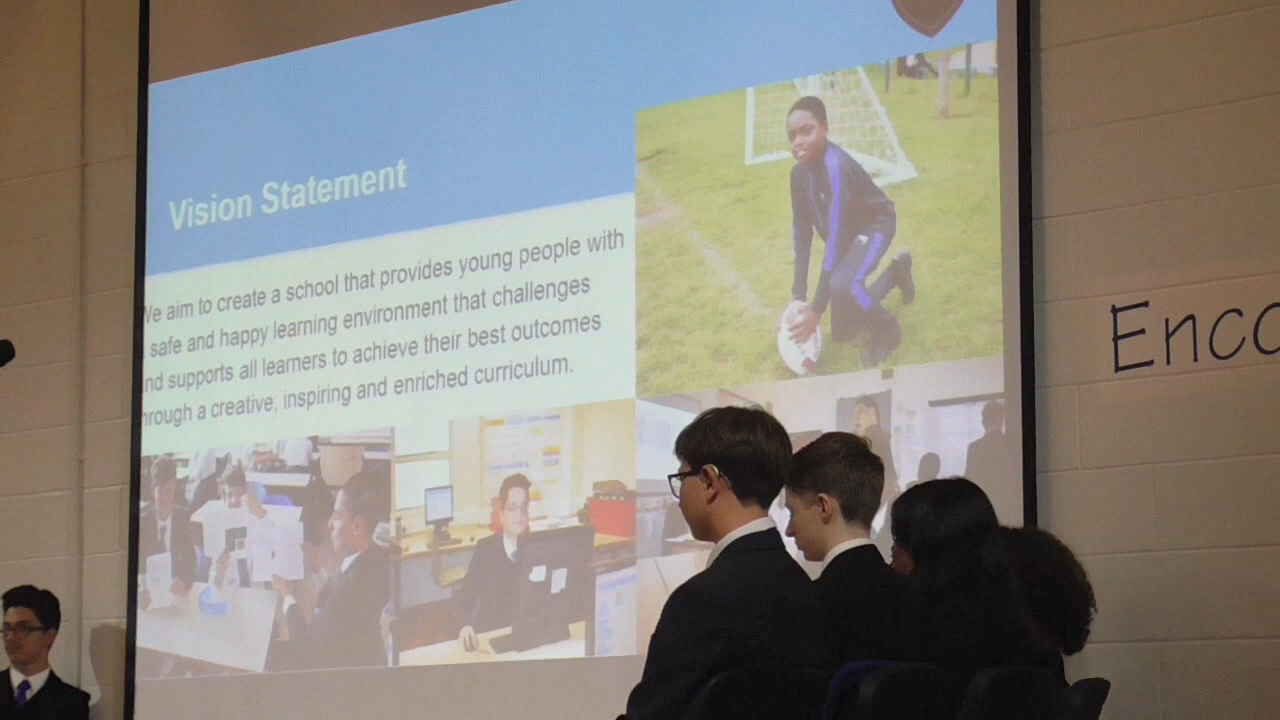 Vision Statement
We aim to create a school that provides young people with
safe and happy learning environment that challenges
nd supports all learners to achieve their best outcomes
hrough a creative, inspiring and enriched curriculum.
Enco